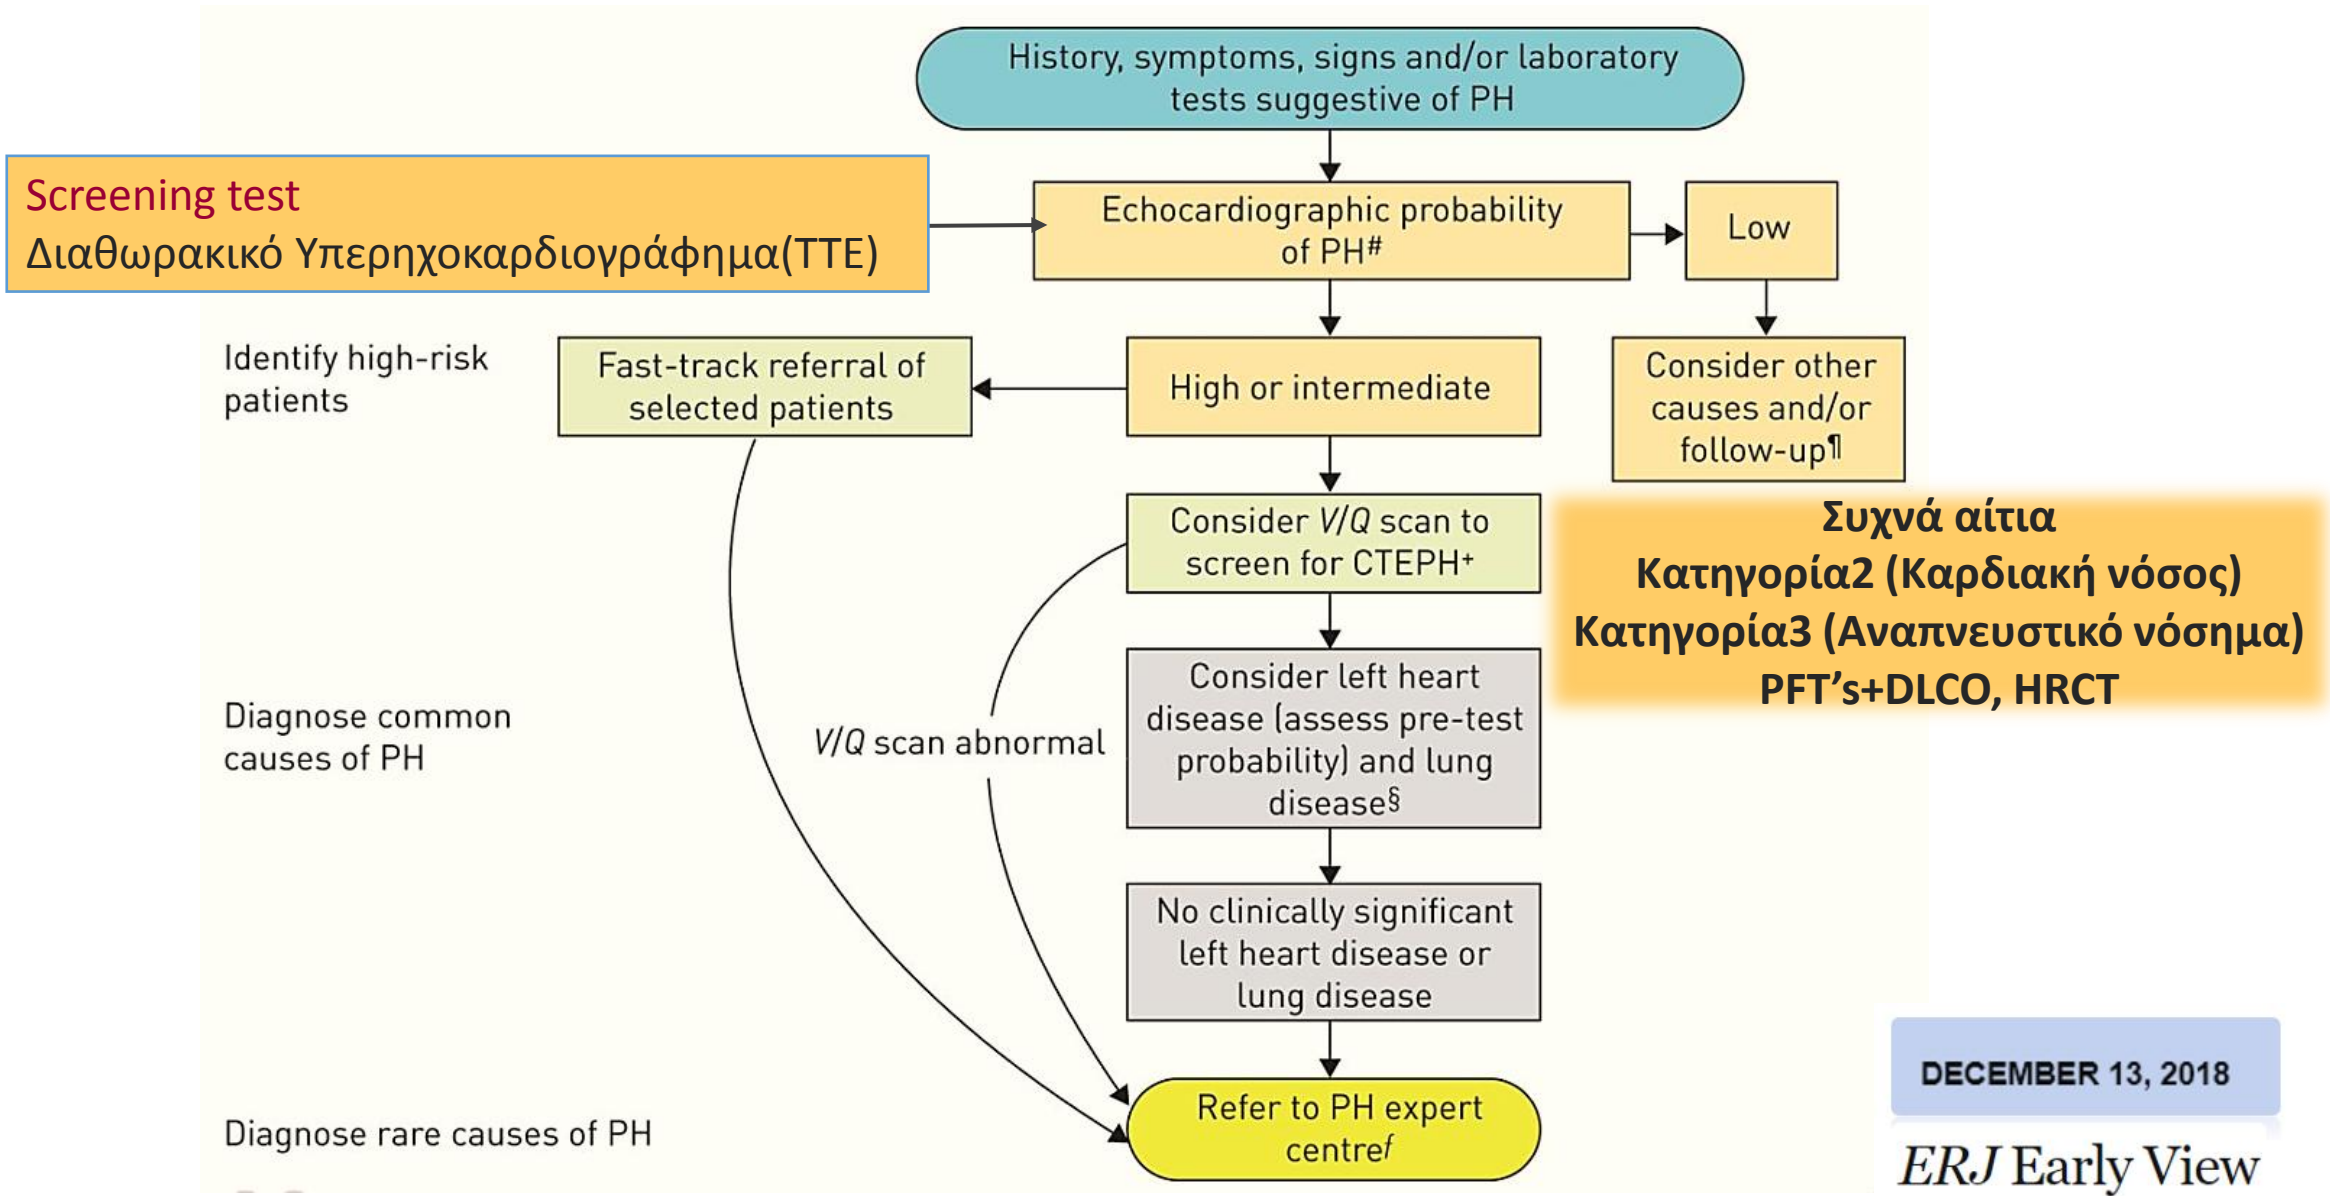 History, symptoms, signs and/or laboratory
tests suggestive of PH
Screening test
Διαθωρακικό Υπερηχοκαρδιογράφημα(TTE)
Echocardiographic probability
of PH#
Low
Identify high-risk
patients
Fast-track referral of
selected patients
High or intermediate
Consider other
causes and/or
follow-up¶
Consider V/Q scan to
screen for CTEPH+
Συχνά αίτια
Κατηγορία2 (Καρδιακή νόσος)
Κατηγορία3 (Αναπνευστικό νόσημα)
PFT’s+DLCO, HRCT
Diagnose common
causes of PH
V/Q scan abnormal
Consider left heart
disease (assess pre-test
probability) and lung
disease§
No clinically significant
left heart disease or
lung disease
Diagnose rare causes of PH
Refer to PH expert
centref
DECEMBER 13, 2018
ERJ Early View